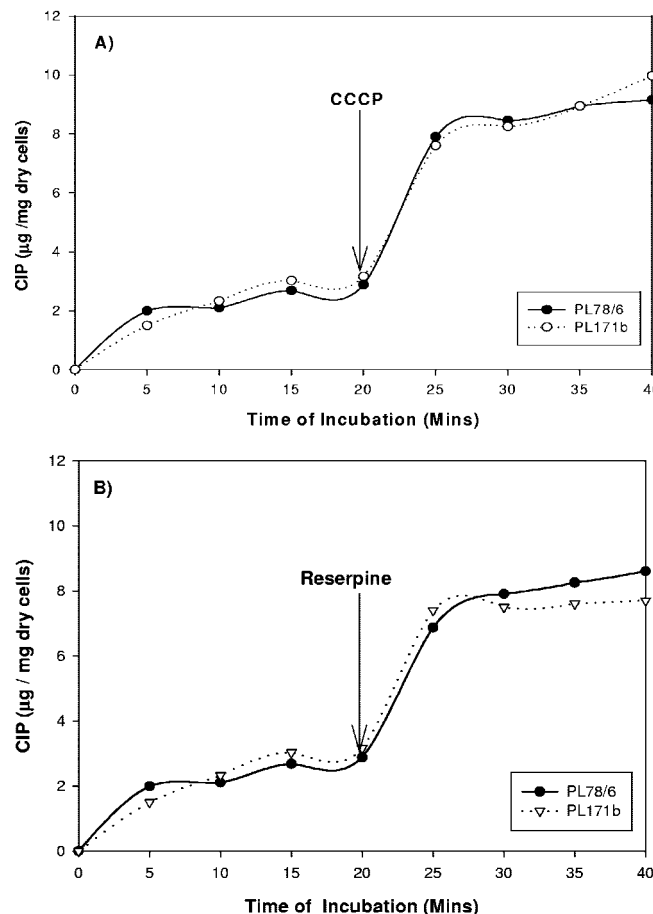 A)
12
10
8
6
4
2
0
CIP (µg /mg dry cells)
CCCP
PL78/6
PL171b
0 5 10 15 20 25 30 35 40
Time of Incubation (Mins)
B)
12
10
8
6
4
2
0
CIP (µg / mg dry cells)
Reserpine
PL78/6
PL171b
0 5 10 15 20 25 30 35 40
Time of Incubation (Mins)